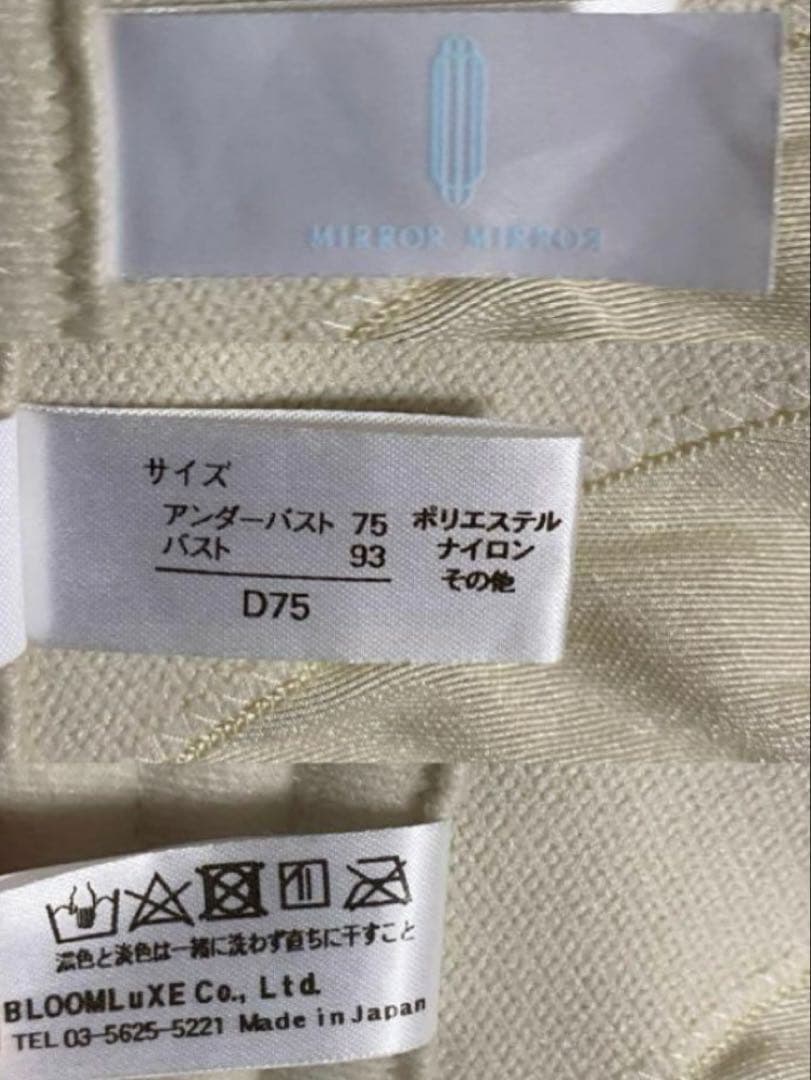 MIRROR MIRROR
サイズ
アンダーバスト 75
バスト 93
D75
ポリエステル
ナイロン
その他
濃色と淡色は一緒に洗わず直ちに干すこと
BLOOMLuXE Co., Ltd.
TEL 03-5625-5221 Made in Japan